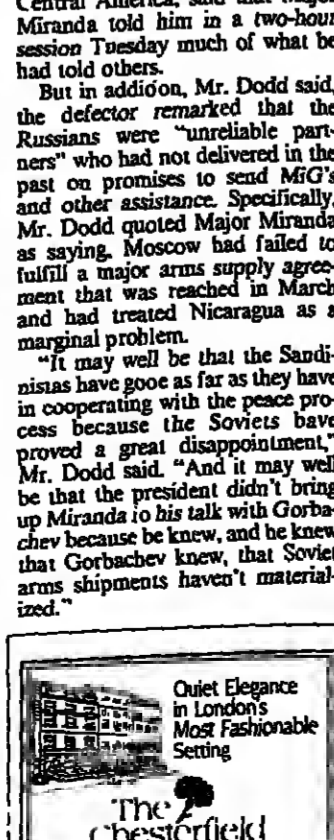 Central America, said that Major
Miranda told him in a two-hour
session Tuesday much of what be
had told others.
But in addidon, Mr. Dodd said,
the defector remarked that the
Russians were "unreliable part-
ners" who had not delivered in the
past on promises to send MiG's
and other assistance. Specifically,
Mr. Dodd quoted Major Miranda
as saying, Moscow had failed to
fulfill a major arms supply agree-
ment that was reached in March
and had treated Nicaragua as a
marginal problem.
"It may well be that the Sandi-
nistas have gooe as far as they have
in cooperating with the peace pro-
cess because the Soviets bave
proved a great disappointment,"
Mr. Dodd said. "And it may well
be that the president didn't bring
up Miranda io his talk with Gorba-
chev because be knew, and he knew
that Gorbachev knew, that Soviet
arms shipments haven't material-
ized."
Quiet Elegance
in London's
Most Fashionable
Setting
The
Chesterfield